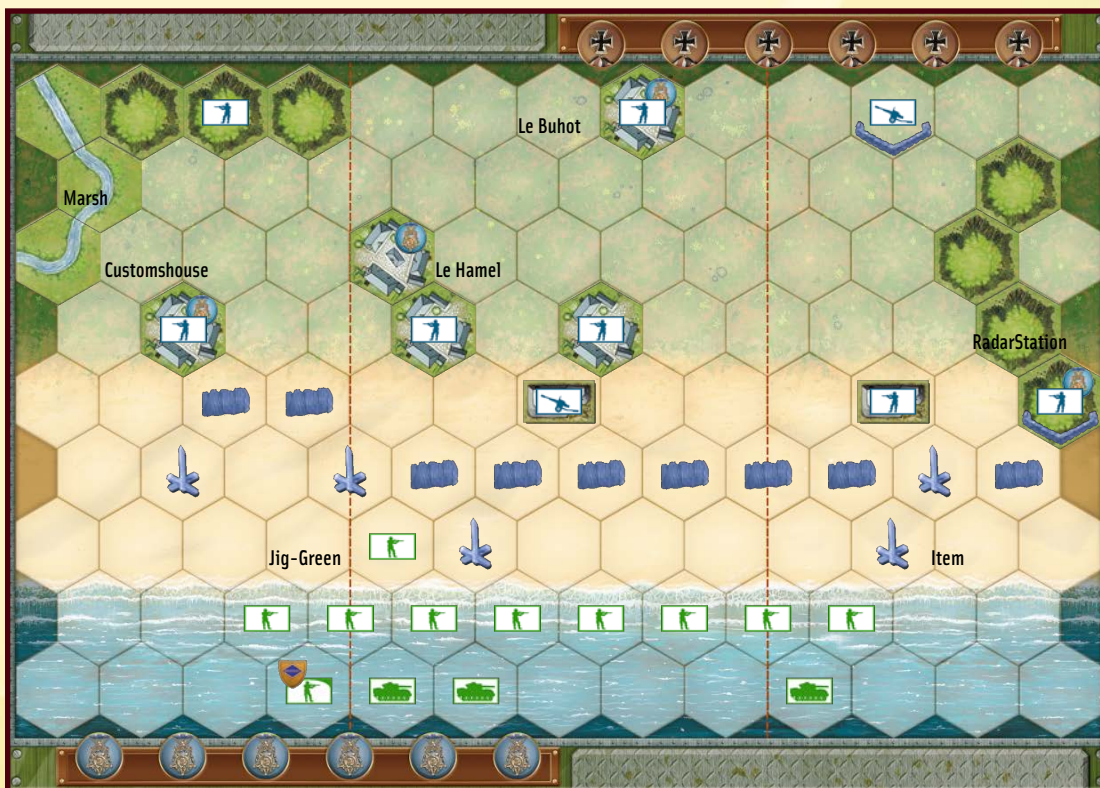 Le Buhot
Marsh
Customshouse
Le Hamel
RadarStation
Jig-Green
Item